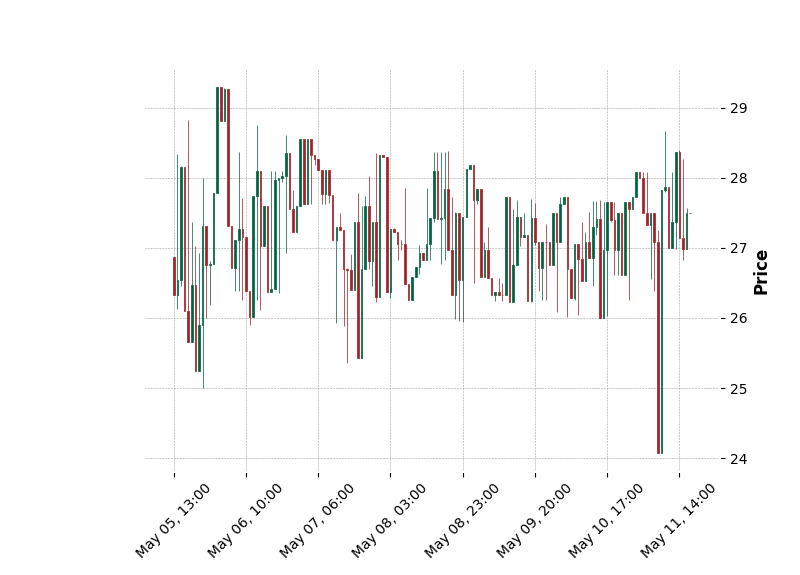 29
28
27
26
25
24
Price
May 05, 13:00
May 06, 10:00
May 07, 06:00
May 08, 03:00
May 08, 23:00
May 09, 20:00
May 10, 17:00
May 11, 14:00